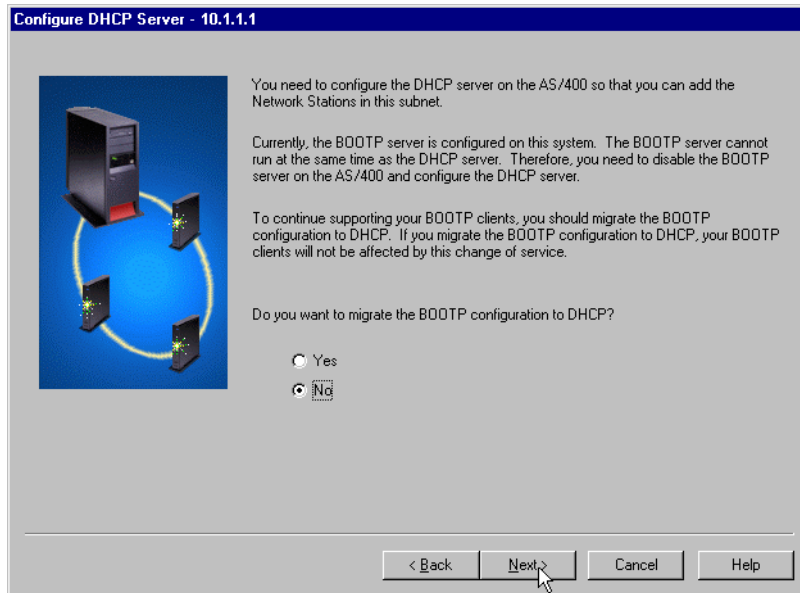 Configure DHCP Server - 10.1.1.1
You need to configure the DHCP server on the AS/400 so that you can add the
Network Stations in this subnet.
Currently, the BOOTP server is configured on this system. The BOOTP server cannot
run at the same time as the DHCP server. Therefore, you need to disable the BOOTP
server on the AS/400 and configure the DHCP server.
To continue supporting your BOOTP clients, you should migrate the BOOTP
configuration to DHCP. If you migrate the BOOTP configuration to DHCP, your BOOTP
clients will not be affected by this change of service.
Do you want to migrate the BOOTP configuration to DHCP?
Yes
No
< Back Next > Cancel Help